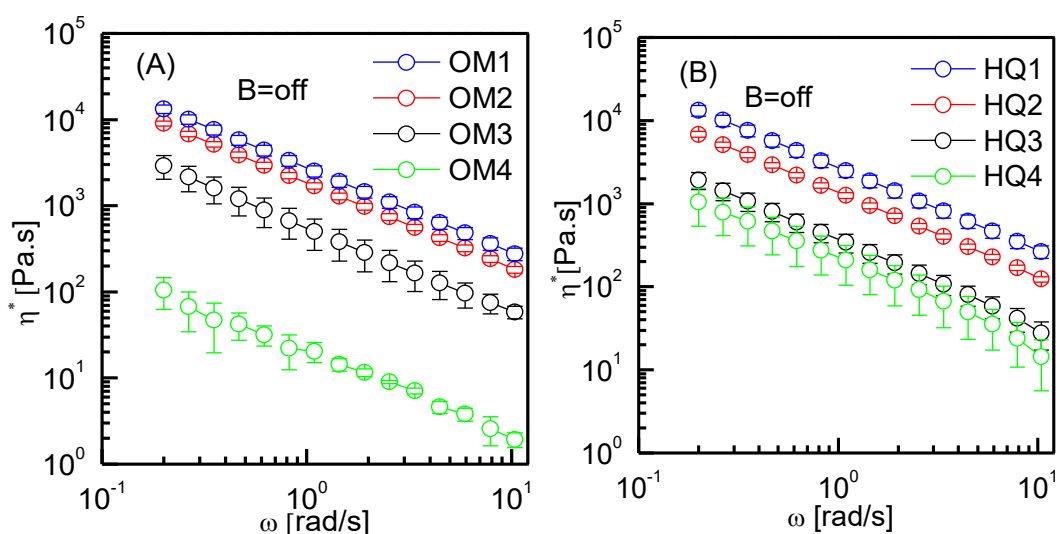 (A)
B=off
OM1
OM2
OM3
OM4
10^5
10^4
10^3
10^2
10^1
10^0
η* [Pa.s]
10^-1
10^0
10^1
ω [rad/s]
(B)
B=off
HQ1
HQ2
HQ3
HQ4
10^5
10^4
10^3
10^2
10^1
10^0
η* [Pa.s]
10^-1
10^0
10^1
ω [rad/s]